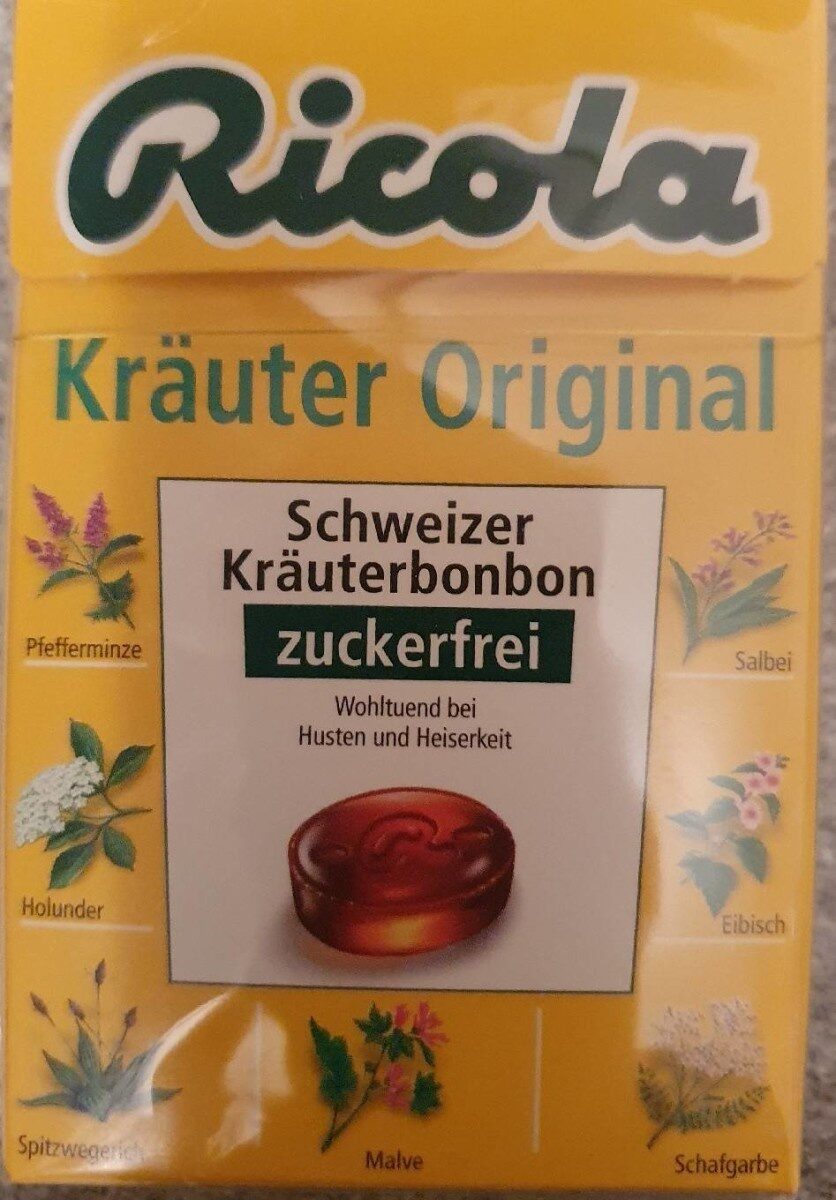 Ricola
Kräuter Original
Schweizer
Kräuterbonbon
zuckerfrei
Wohltuend bei
Husten und Heiserkeit
Pfefferminze
Salbei
Holunder
Eibisch
Spitzwegerich
Malve
Schafgarbe